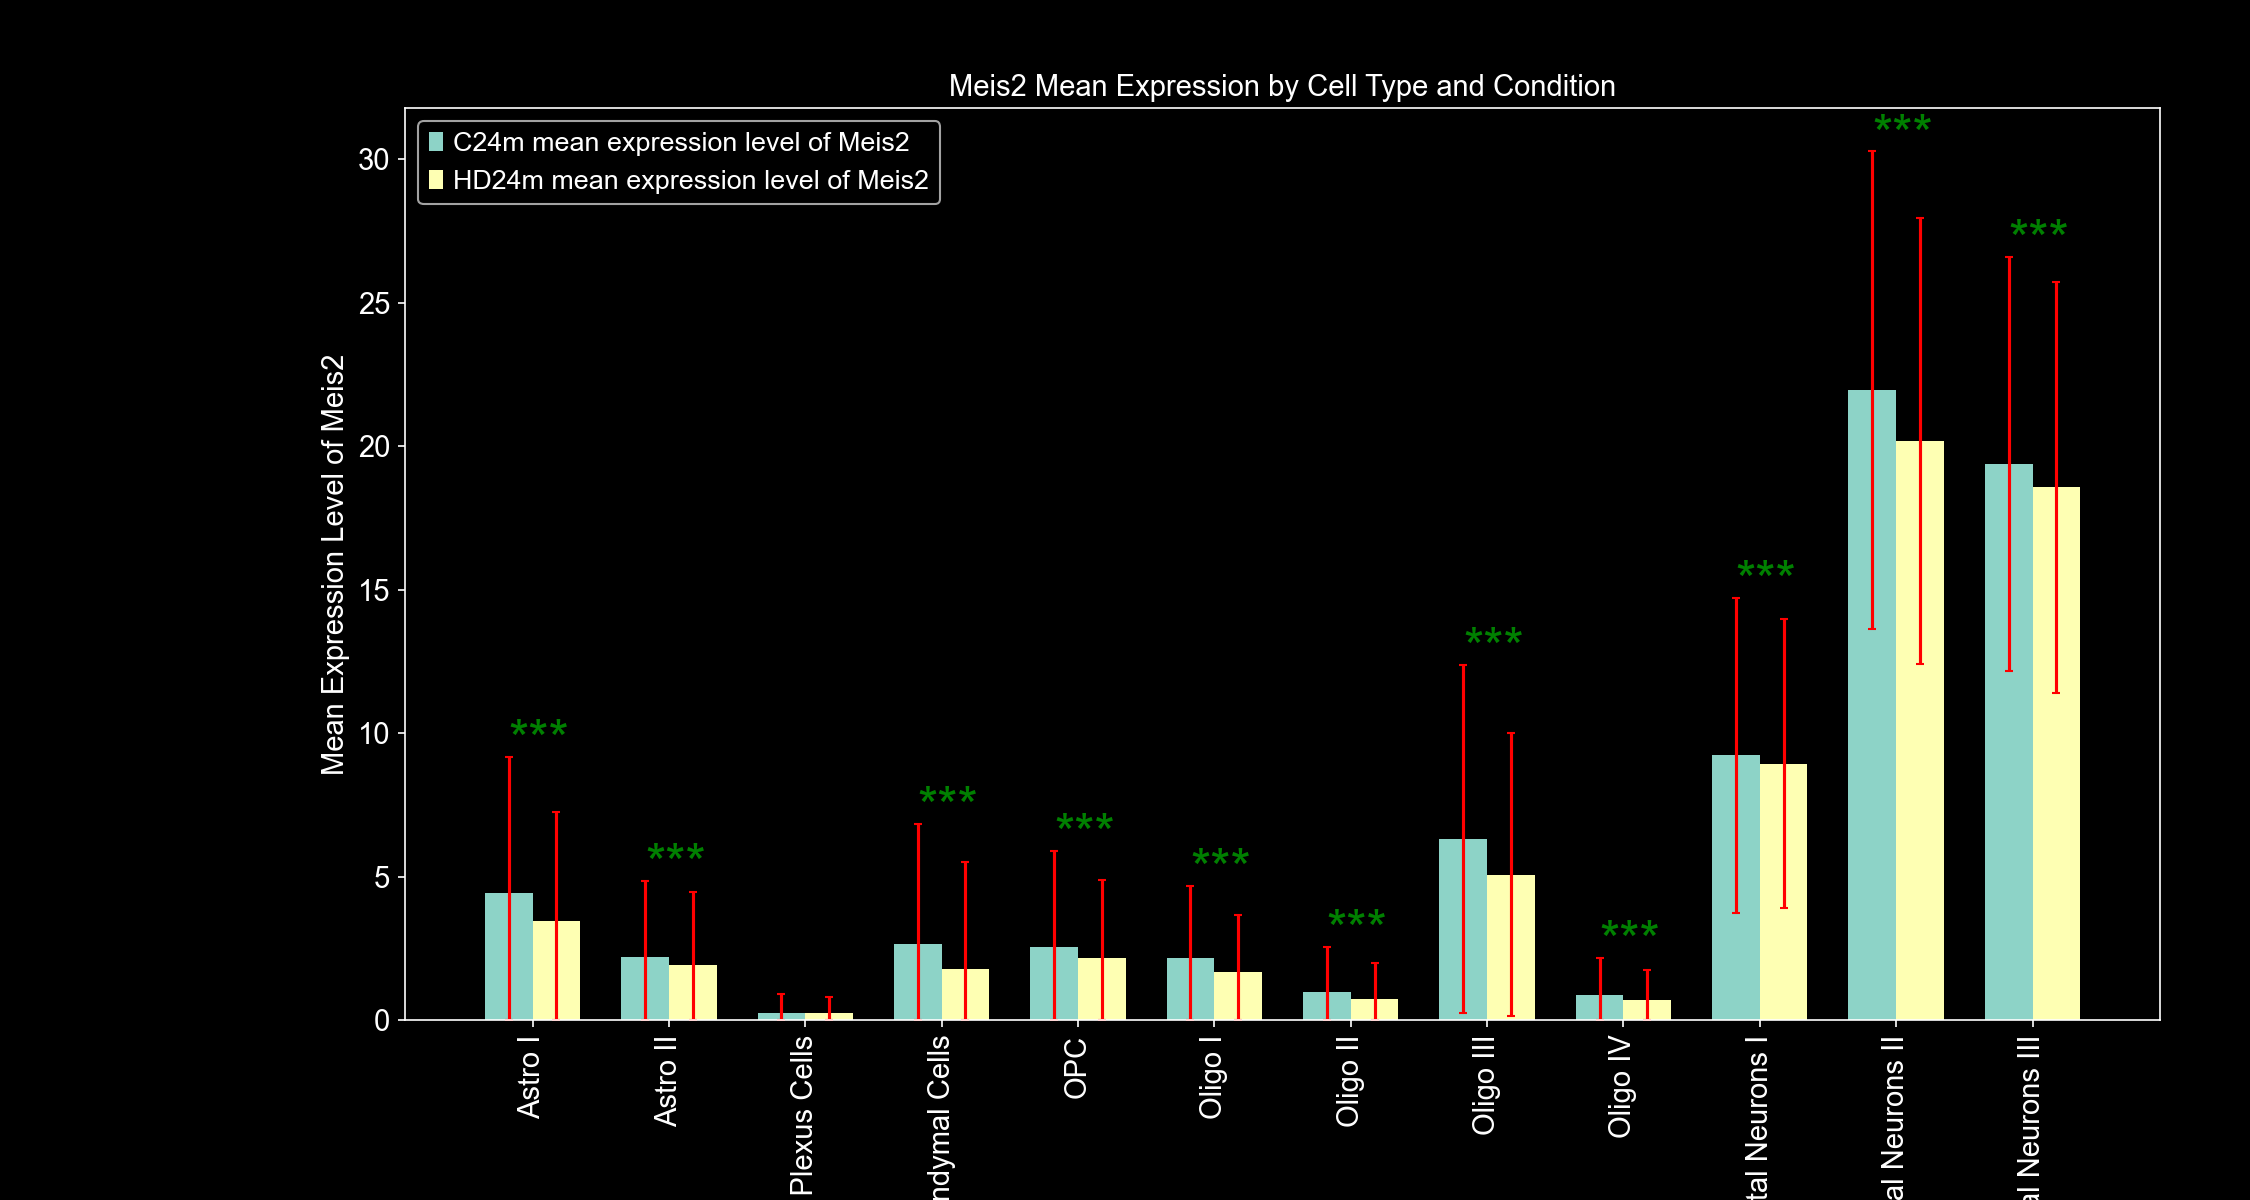 Meis2 Mean Expression by Cell Type and Condition
C24m mean expression level of Meis2
HD24m mean expression level of Meis2
Mean Expression Level of Meis2
30
25
20
15
10
5
0
***
***
***
***
***
***
***
***
***
***
***
Astro I
Astro II
Plexus Cells
ndymal Cells
OPC
Oligo I
Oligo II
Oligo III
Oligo IV
tal Neurons I
al Neurons II
al Neurons III